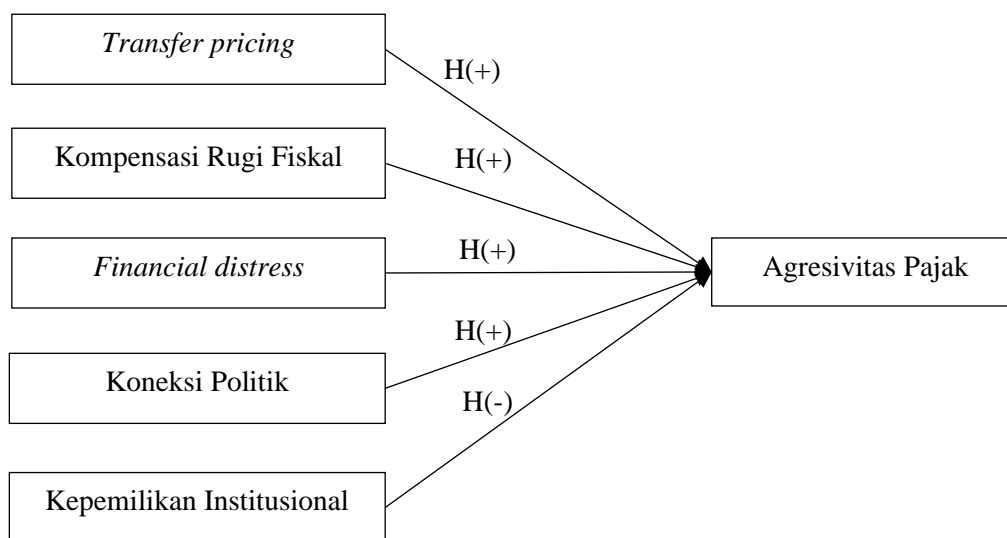 Transfer pricing
H(+)
Kompensasi Rugi Fiskal
H(+)
Financial distress
H(+)
Agresivitas Pajak
H(+)
Koneksi Politik
H(-)
Kepemilikan Institusional